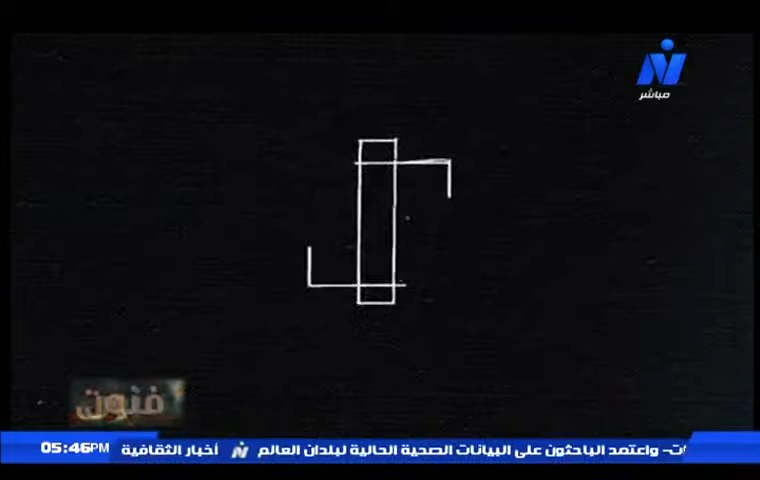 مباشر
فنون
ات- واعتمد الباحثون على البيانات الصحية الحالية لبلدان العالم أخبار الثقافية 05:46PM